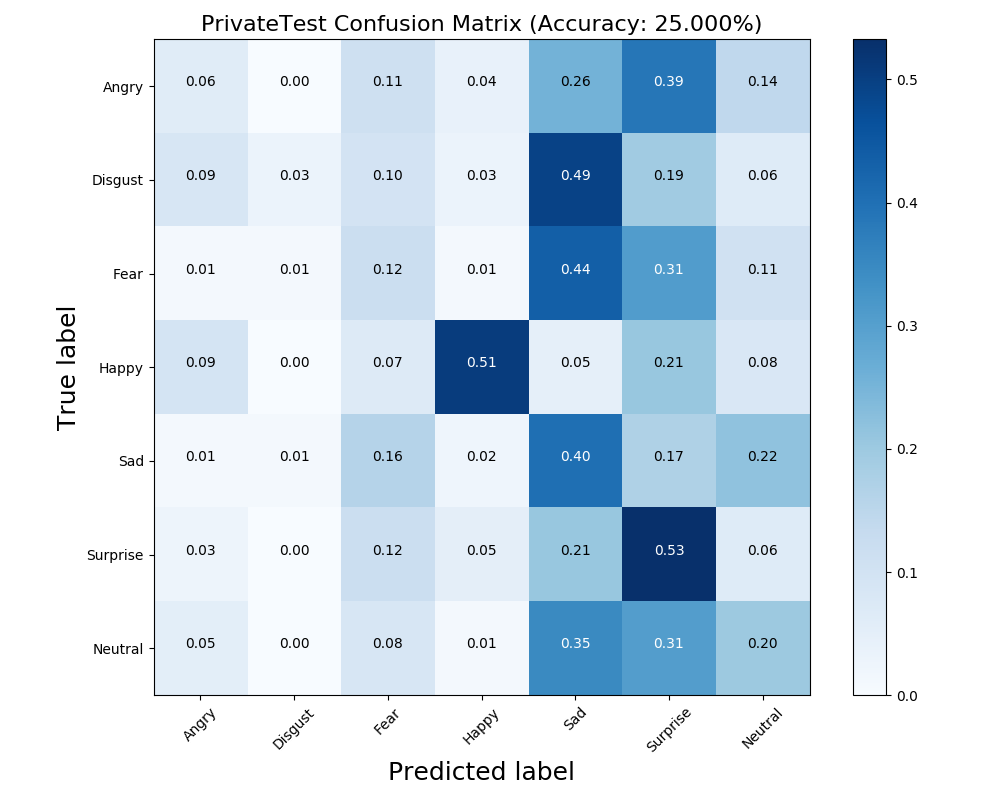 PrivateTest Confusion Matrix (Accuracy: 25.000%)
Angry 0.06 0.00 0.11 0.04 0.26 0.39 0.14
Disgust 0.09 0.03 0.10 0.03 0.49 0.19 0.06
Fear 0.01 0.01 0.12 0.01 0.44 0.31 0.11
Happy 0.09 0.00 0.07 0.51 0.05 0.21 0.08
Sad 0.01 0.01 0.16 0.02 0.40 0.17 0.22
Surprise 0.03 0.00 0.12 0.05 0.21 0.53 0.06
Neutral 0.05 0.00 0.08 0.01 0.35 0.31 0.20
Angry Disgust Fear Happy Sad Surprise Neutral
Predicted label
True label
0.5
0.4
0.3
0.2
0.1
0.0